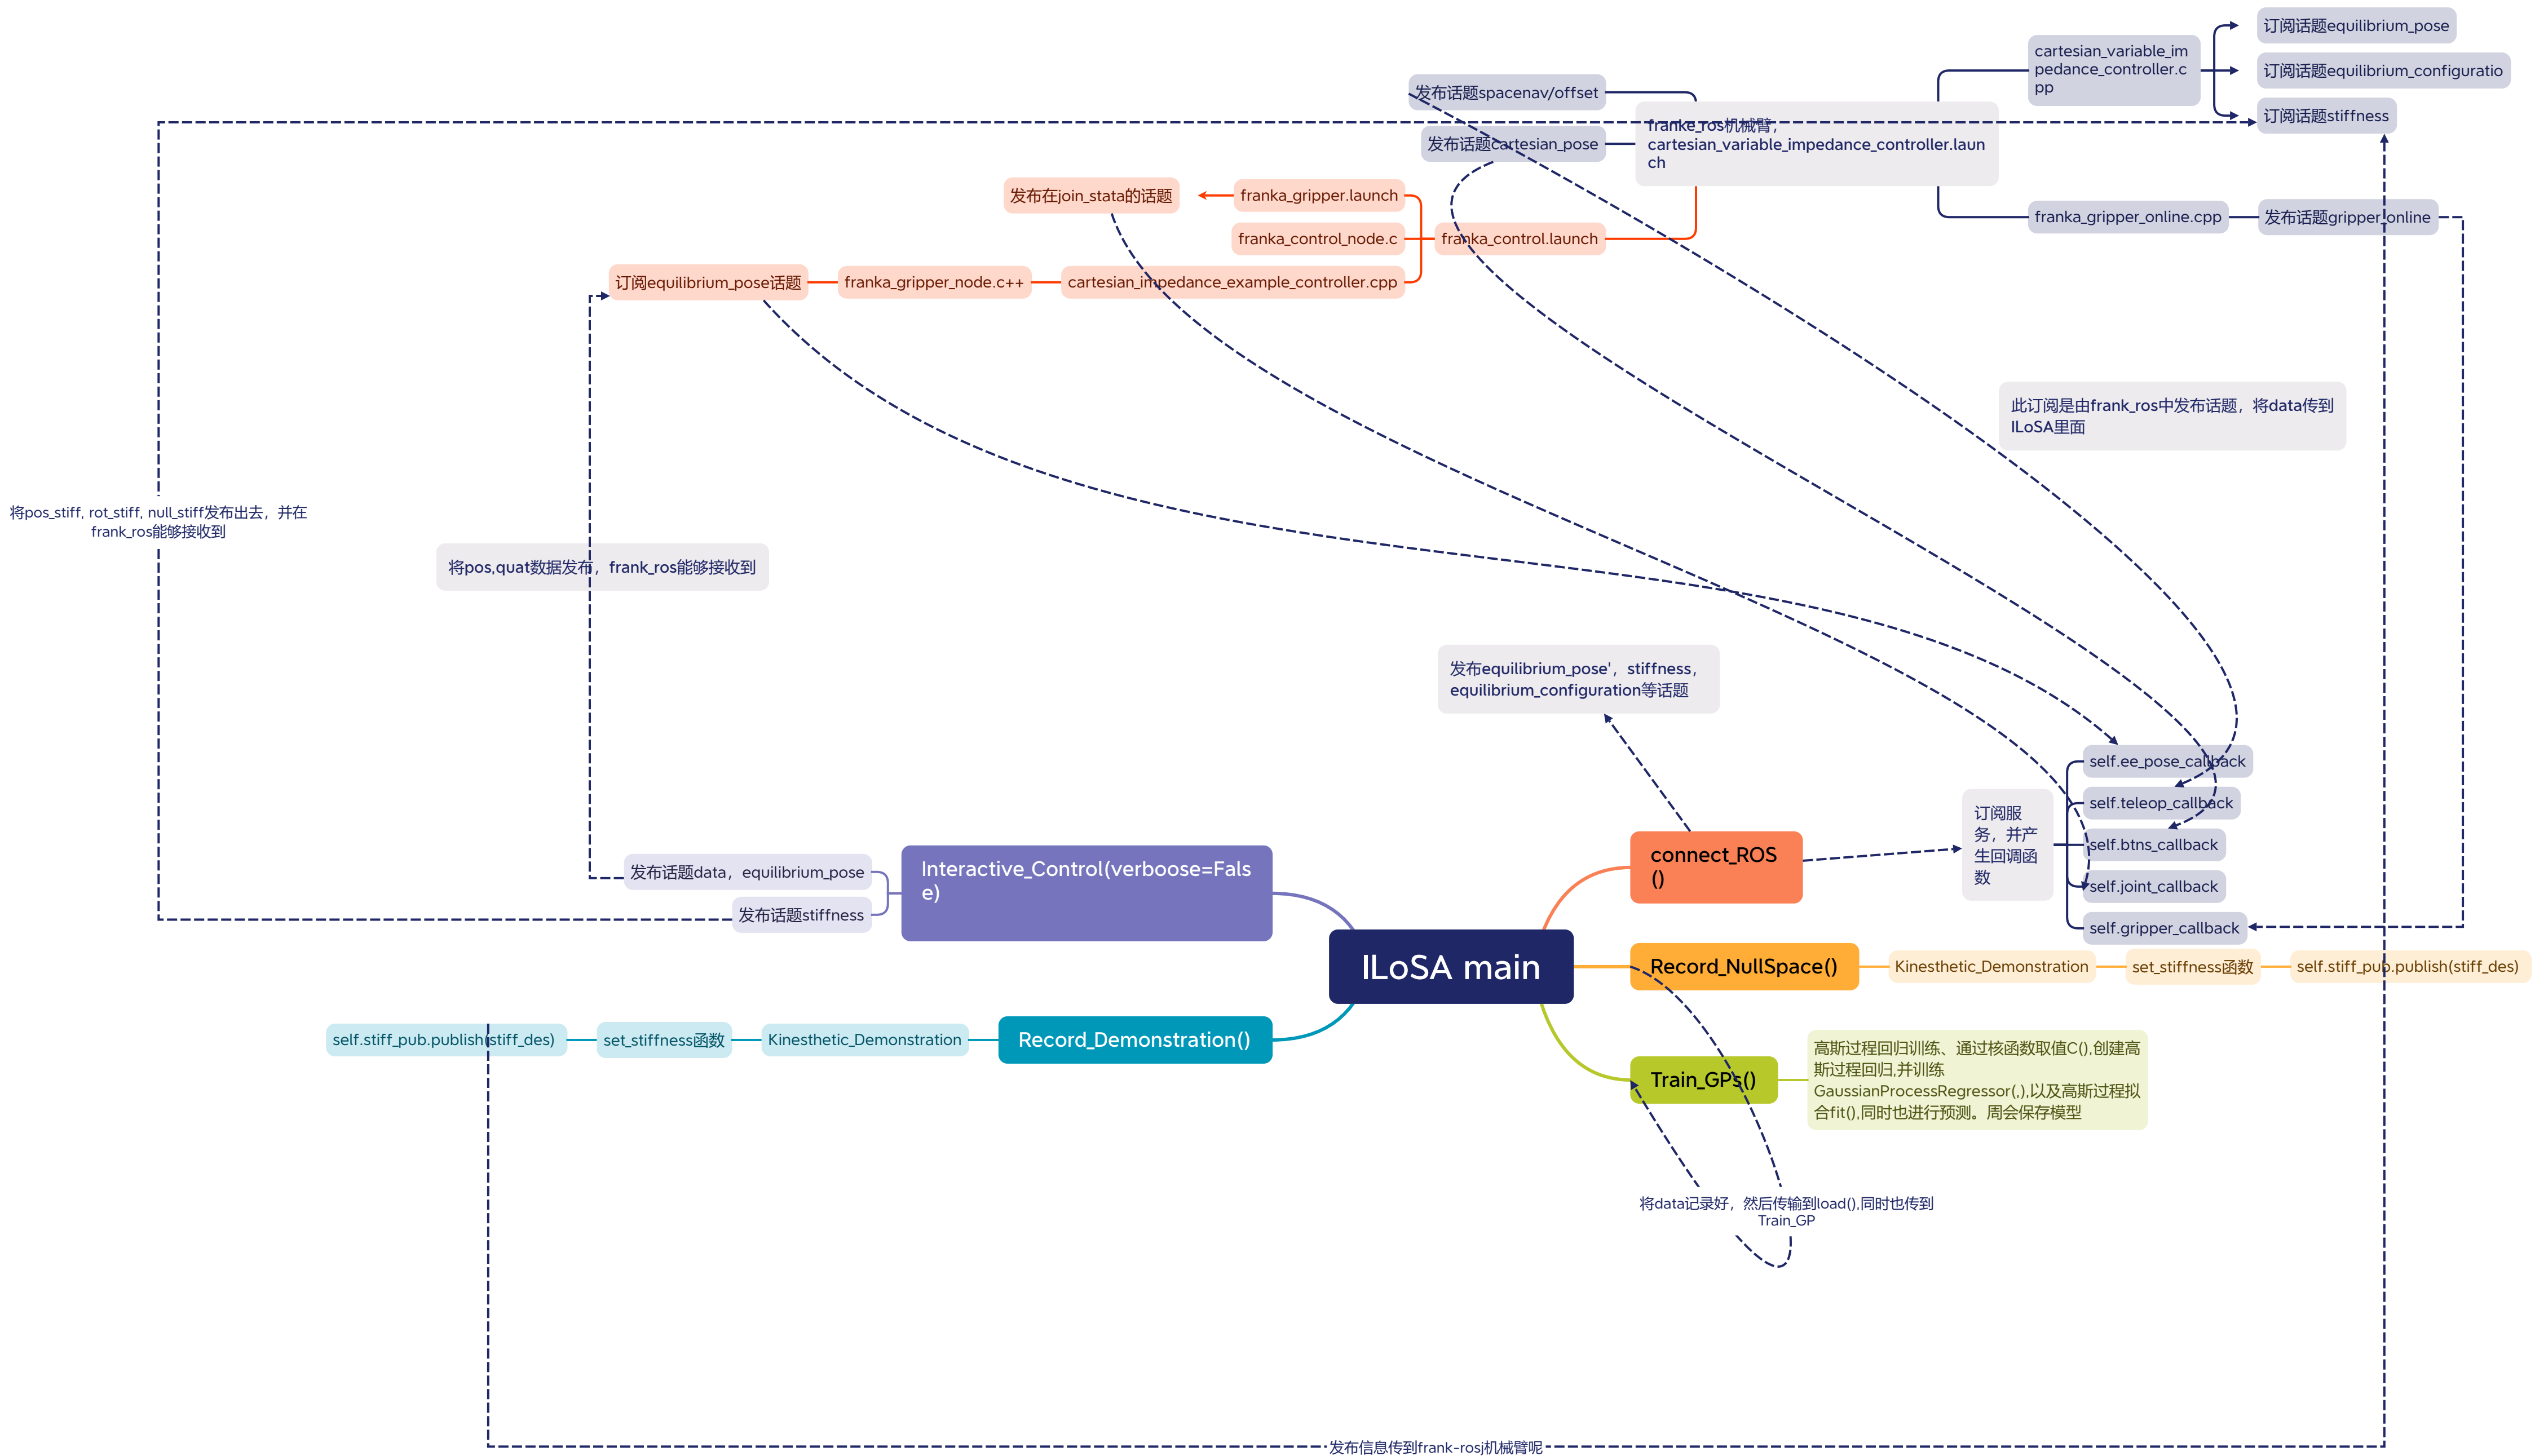 订阅话题equilibrium_pose
cartesian_variable_im
pedance_controller.c
pp
订阅话题equilibrium_configuratio
订阅话题stiffness
发布话题spacenav/offset
franke_ros机械臂，
cartesian_variable_impedance_controller.laun
ch
发布话题cartesian_pose
发布在join_stata的话题
franka_gripper.launch
franka_control_node.c
franka_control.launch
franka_gripper_online.cpp
发布话题gripper_online
订阅equilibrium_pose话题
franka_gripper_node.c++
cartesian_impedance_example_controller.cpp
此订阅是由frank_ros中发布话题，将data传到
ILoSA里面
将pos_stiff, rot_stiff, null_stiff发布出去，并在
frank_ros能够接收到
将pos,quat数据发布，frank_ros能够接收到
发布equilibrium_pose'，stiffness，
equilibrium_configuration等话题
self.ee_pose_callback
self.teleop_callback
self.btns_callback
self.joint_callback
self.gripper_callback
订阅服
务，并产
生回调函
数
connect_ROS
()
Interactive_Control(verboose=Fals
e)
发布话题data，equilibrium_pose
发布话题stiffness
ILoSA main
Record_NullSpace()
Kinesthetic_Demonstration
set_stiffness函数
self.stiff_pub.publish(stiff_des)
self.stiff_pub.publish(stiff_des)
set_stiffness函数
Kinesthetic_Demonstration
Record_Demonstration()
Train_GPs()
高斯过程回归训练、通过核函数取值C(),创建高
斯过程回归,并训练
GaussianProcessRegressor(,),以及高斯过程拟
合fit(),同时也进行预测。周会保存模型
将data记录好，然后传输到load(),同时也传到
Train_GP
发布信息传到frank-rosj机械臂呢